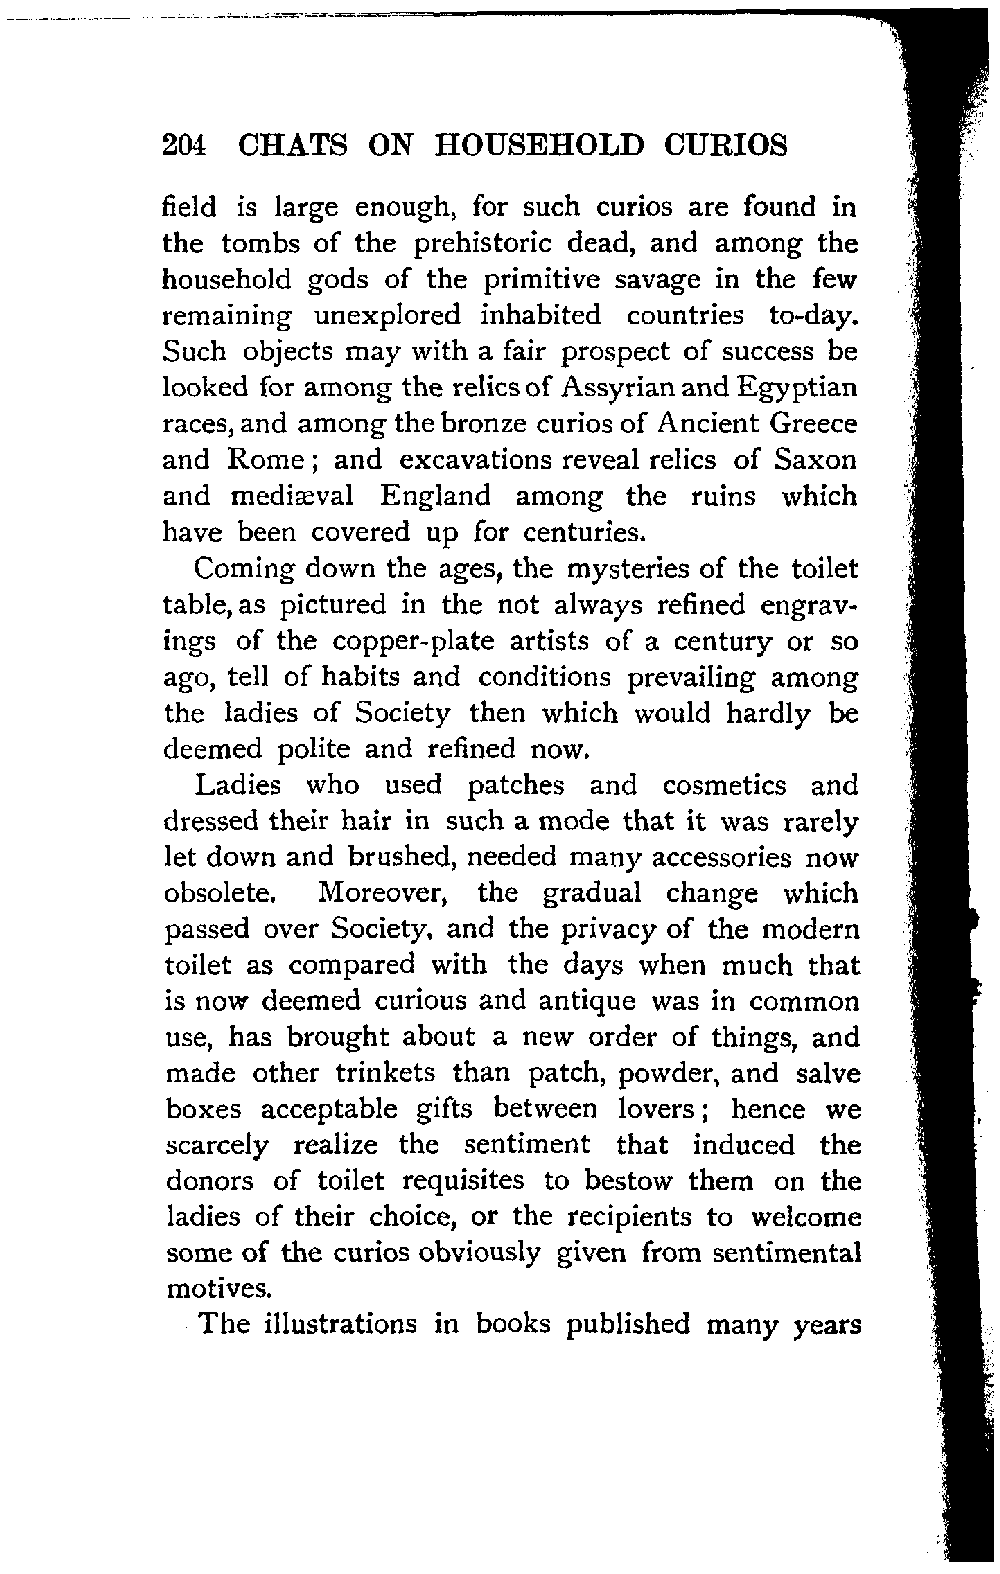 204 CHATS ON HOUSEHOLD CURIOS
field is large enough, for such curios are found in
the tombs of the prehistoric dead, and among the
household gods of the primitive savage in the few
remaining unexplored inhabited countries to-day.
Such objects may with a fair prospect of success be
looked for among the relics of Assyrian and Egyptian
races, and among the bronze curios of Ancient Greece
and Rome ; and excavations reveal relics of Saxon
and mediæval England among the ruins which
have been covered up for centuries.
Coming down the ages, the mysteries of the toilet
table, as pictured in the not always refined engrav-
ings of the copper-plate artists of a century or so
ago, tell of habits and conditions prevailing among
the ladies of Society then which would hardly be
deemed polite and refined now.
Ladies who used patches and cosmetics and
dressed their hair in such a mode that it was rarely
let down and brushed, needed many accessories now
obsolete. Moreover, the gradual change which
passed over Society, and the privacy of the modern
toilet as compared with the days when much that
is now deemed curious and antique was in common
use, has brought about a new order of things, and
made other trinkets than patch, powder, and salve
boxes acceptable gifts between lovers ; hence we
scarcely realize the sentiment that induced the
donors of toilet requisites to bestow them on the
ladies of their choice, or the recipients to welcome
some of the curios obviously given from sentimental
motives.
The illustrations in books published many years